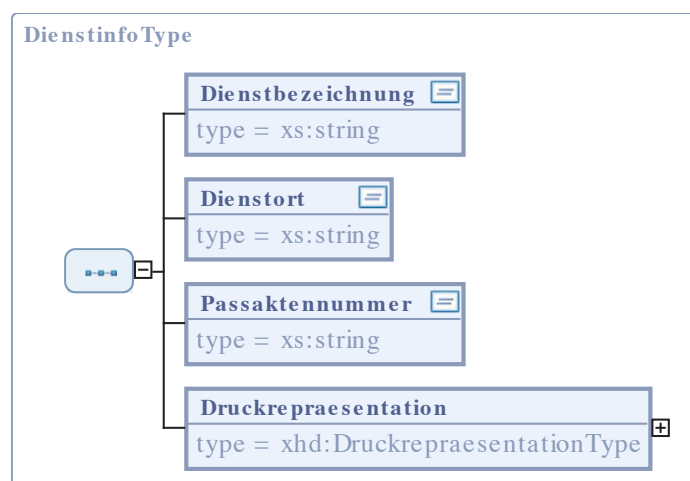 DienstinfoType
Dienstbezeichnung
type = xs:string
Dienstort
type = xs:string
Passaktennummer
type = xs:string
Druckrepraesentation
type = xhd:DruckrepraesentationType